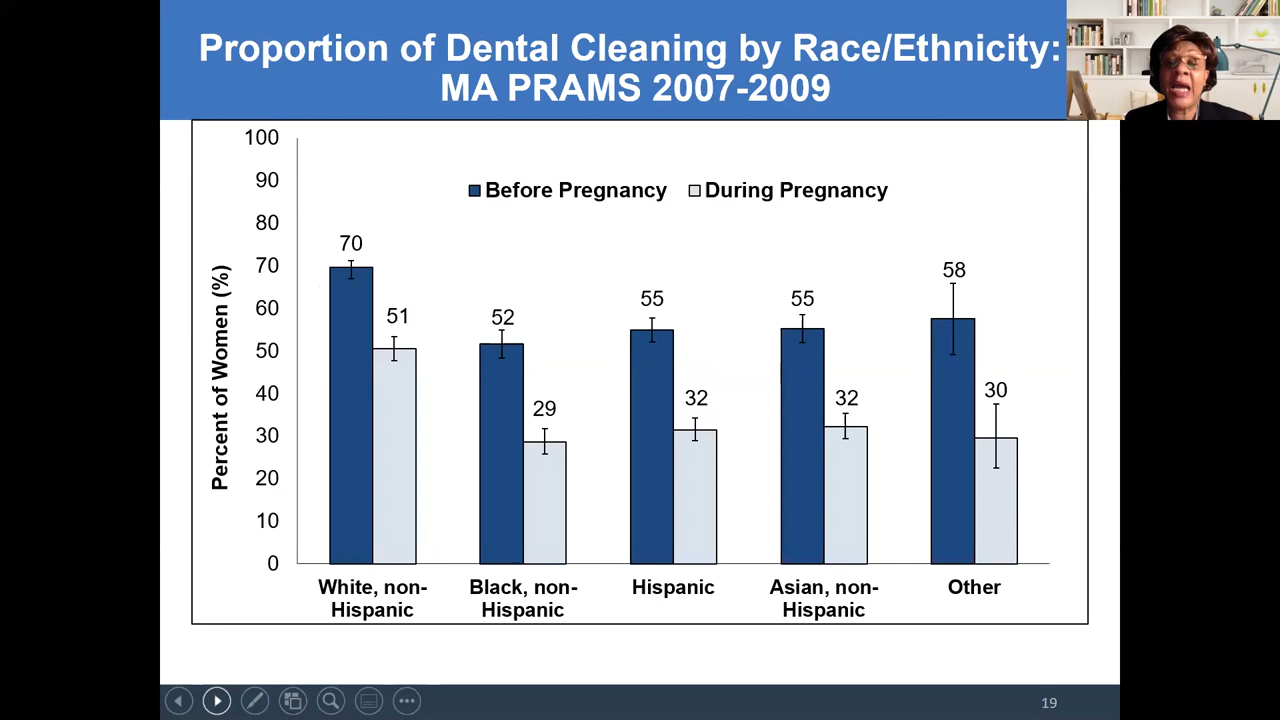 Proportion of Dental Cleaning by Race/Ethnicity:
MA PRAMS 2007-2009
100
90
80
70
60
50
40
30
20
10
0
Percent of Women (%)
Before Pregnancy During Pregnancy
70
51
52
29
55
32
55
32
58
30
White, non-
Hispanic
Black, non-
Hispanic
Hispanic
Asian, non-
Hispanic
Other
19